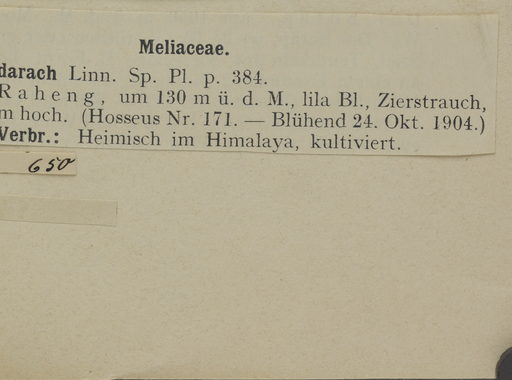 Meliaceae.
darach Linn. Sp. Pl. p. 384.
Raheng, um 130 m ü. d. M., lila Bl., Zierstrauch,
m hoch. (Hosseus Nr. 171. — Blühend 24. Okt. 1904.)
Verbr.: Heimisch im Himalaya, kultiviert.
650